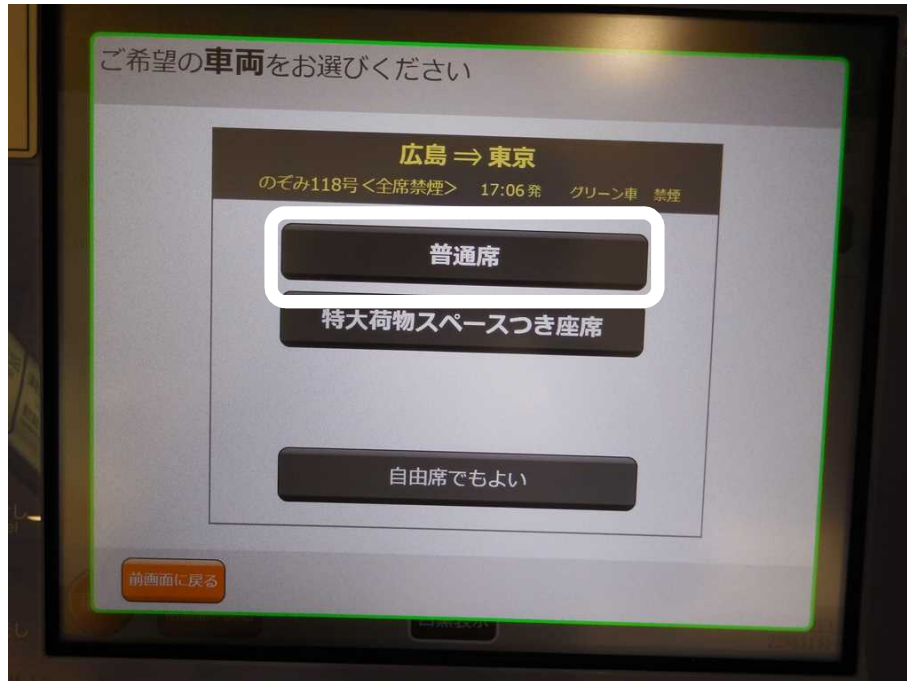 ご希望の車両をお選びください
広島 ⇒ 東京
のぞみ118号<全席禁煙> 17:06 発 グリーン車 禁煙
普通席
特大荷物スペースつき座席
自由席でもよい
前画面に戻る